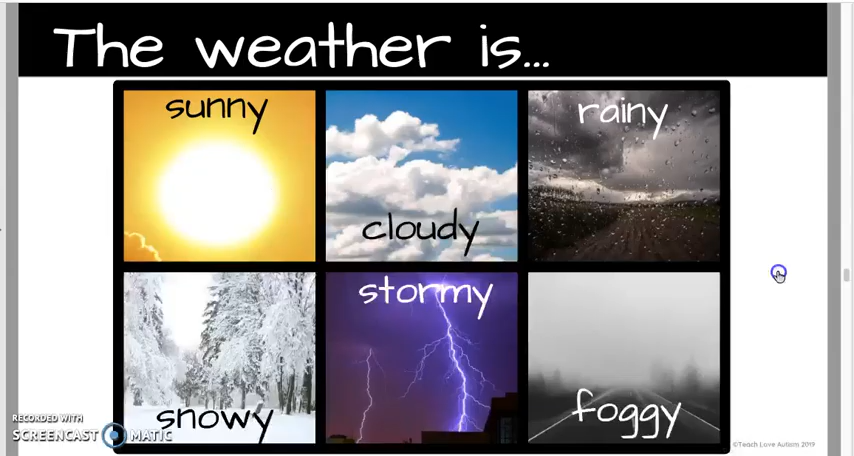 The weather is...
sunny
cloudy
rainy
snowy
stormy
foggy
RECORDED WITH
SCREENCAST MATIC
©Teach Love Autism 2019